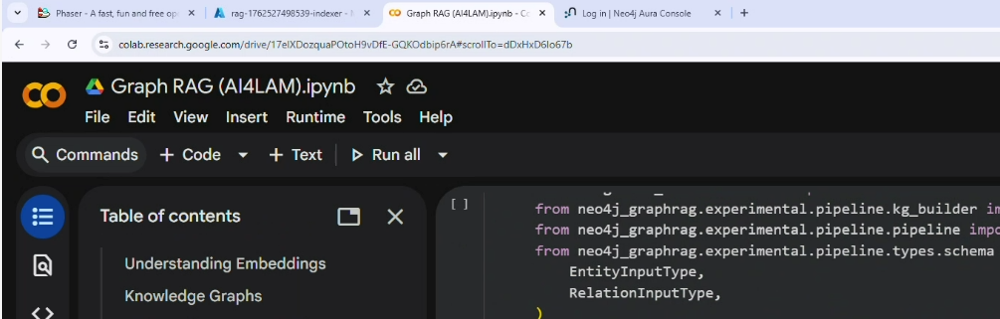 Phaser - A fast, fun and free op
rag-1762527498539-indexer -
Graph RAG (AI4LAM).ipynb - C
Log in | Neo4j Aura Console
colab.research.google.com/drive/17elXDozquaPOtoH9vDfE-GQKOdbip6rA#scrollTo=dDxHxD6Io67b
Graph RAG (AI4LAM).ipynb
File Edit View Insert Runtime Tools Help
Commands + Code + Text Run all
Table of contents
Understanding Embeddings
Knowledge Graphs
[ ]
from neo4j_graphrag.experimental.pipeline.kg_builder im
from neo4j_graphrag.experimental.pipeline.pipeline impo
from neo4j_graphrag.experimental.pipeline.types.schema
EntityInputType,
RelationInputType,
)